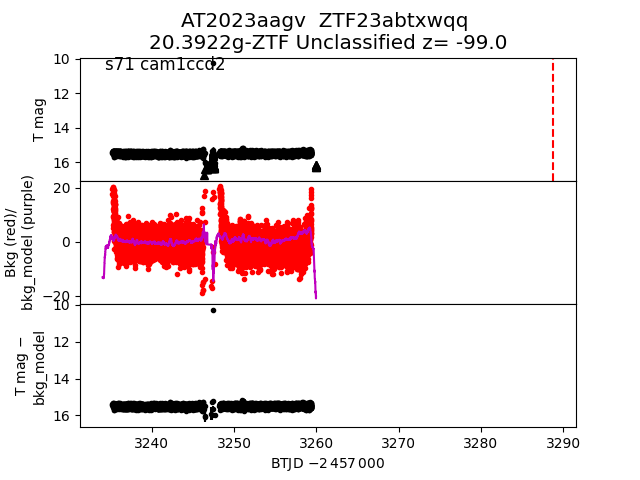 AT2023aagv  ZTF23abtxwqq
20.3922g-ZTF Unclassified z= -99.0
s71 cam1ccd2
10
12
14
16
T mag
20
0
−20
Bkg (red)/
bkg_model (purple)
10
12
14
16
T mag −
bkg_model
3240
3250
3260
3270
3280
3290
BTJD −2 457 000